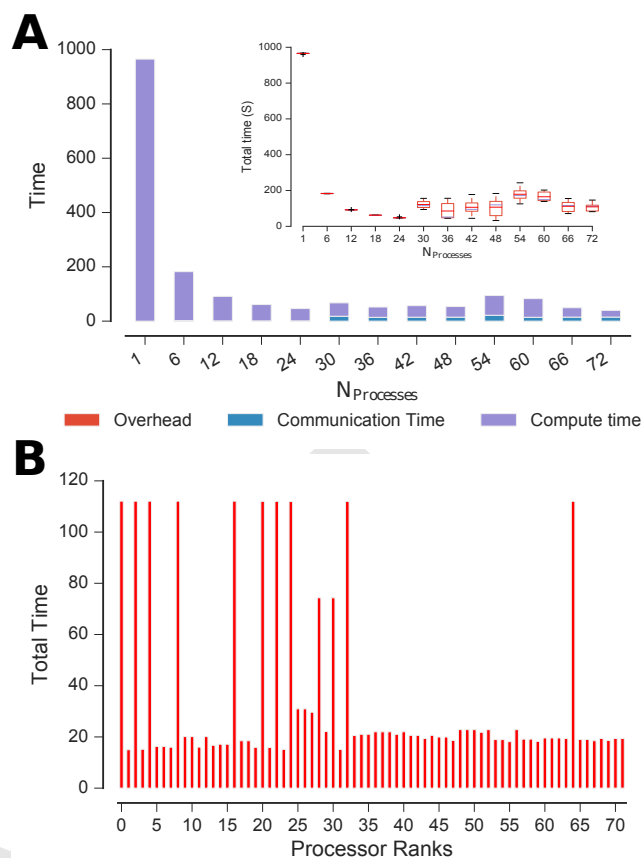 A
1000
800
600
400
200
0
Time
1 6 12 18 24 30 36 42 48 54 60 66 72
N Processes
1000
800
600
400
200
0
Total time (S)
1 6 12 18 24 30 36 42 48 54 60 66 72
N Processes
Overhead Communication Time Compute time
B
120
100
80
60
40
20
0
Total Time
0 5 10 15 20 25 30 35 40 45 50 55 60 65 70
Processor Ranks